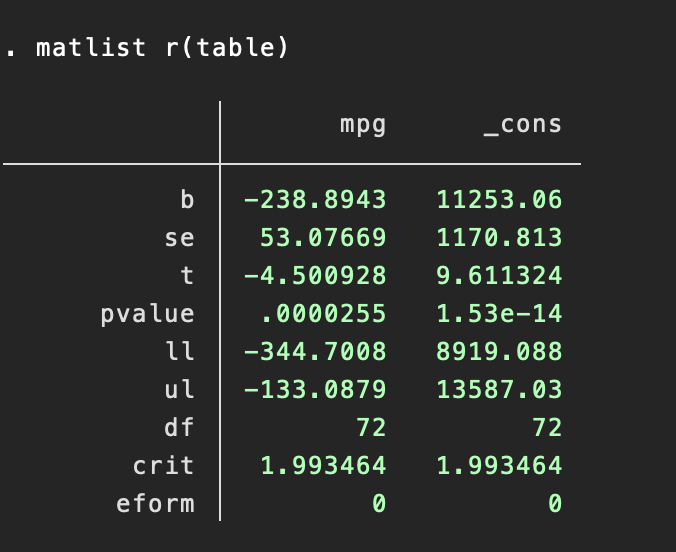 . matlist r(table)
mpg _cons
b -238.8943 11253.06
se 53.07669 1170.813
t -4.500928 9.611324
pvalue .0000255 1.53e-14
ll -344.7008 8919.088
ul -133.0879 13587.03
df 72 72
crit 1.993464 1.993464
eform 0 0